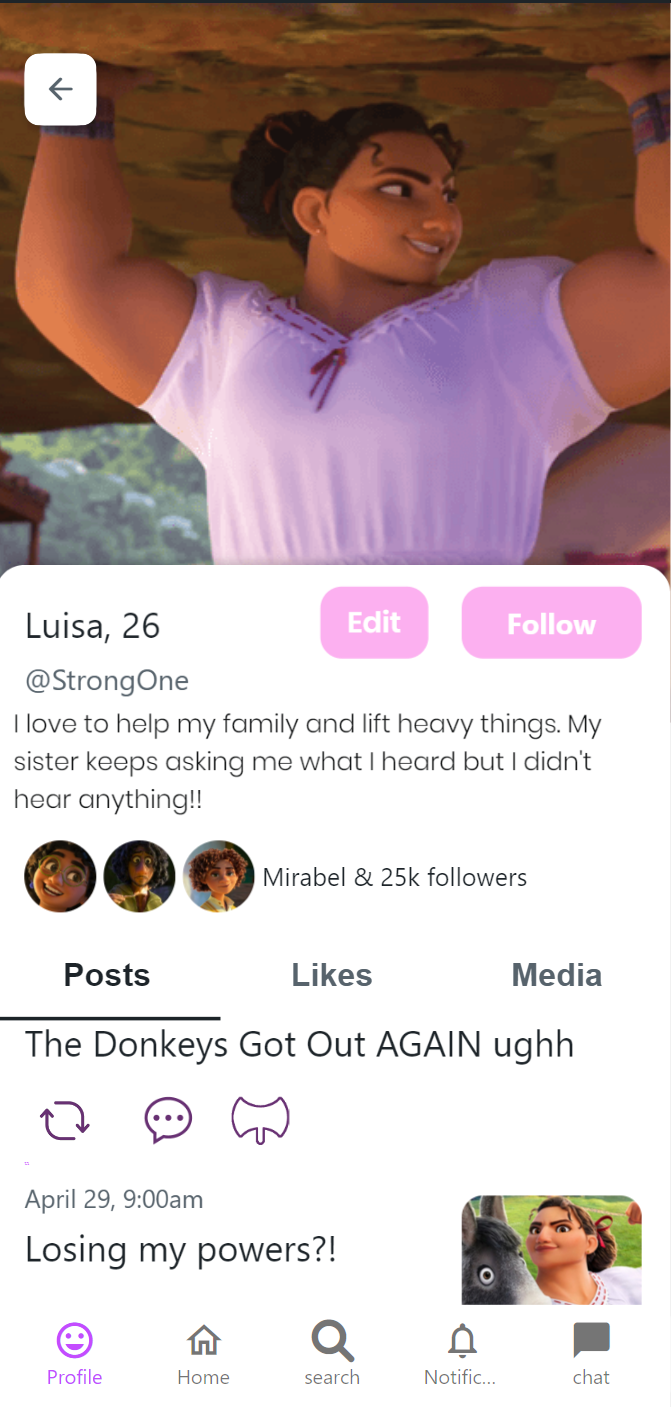 Luisa, 26
Edit
Follow
@StrongOne
I love to help my family and lift heavy things. My
sister keeps asking me what I heard but I didn't
hear anything!!
Mirabel & 25k followers
Posts
Likes
Media
The Donkeys Got Out AGAIN ughh
April 29, 9:00am
Losing my powers?!
Profile
Home
search
Notific...
chat